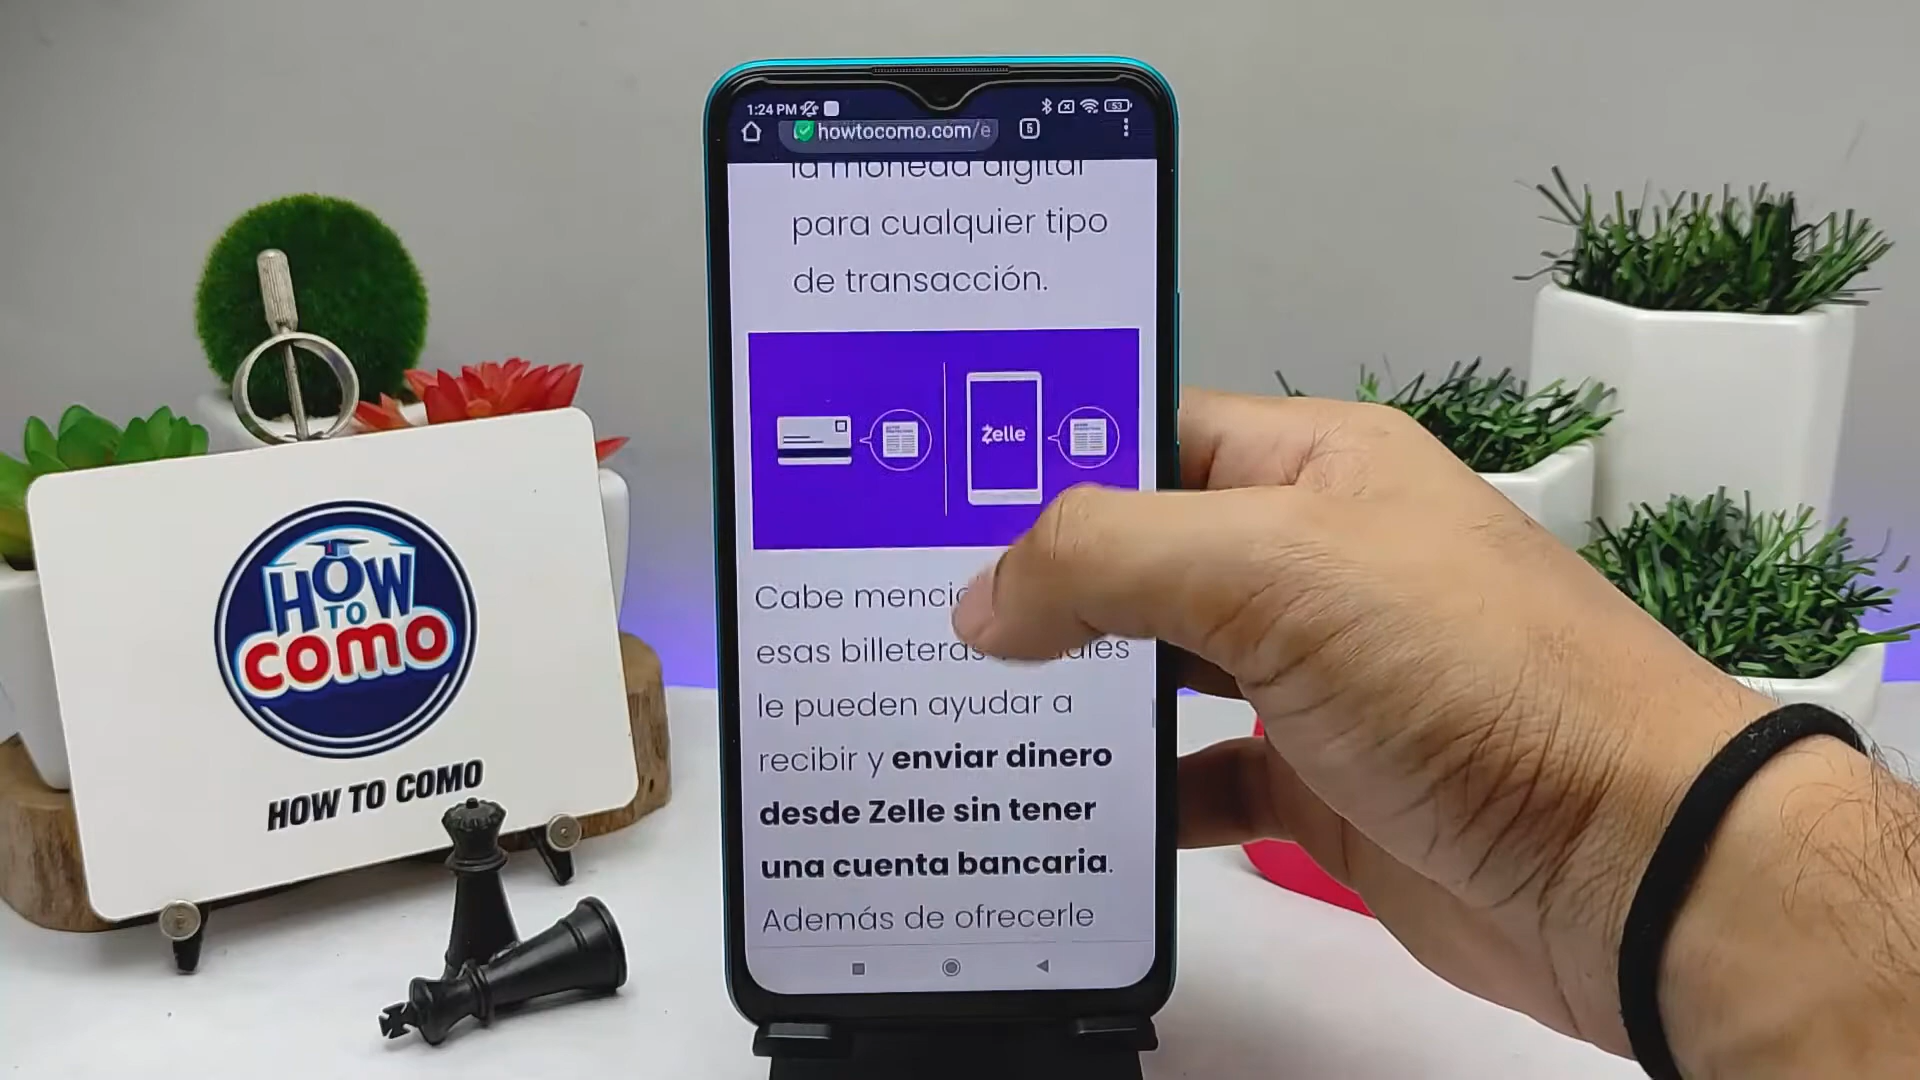 1:24 PM
53
howtocomo.com/e
5
la moneda digital
para cualquier tipo
de transacción.
Zelle
Cabe
esas billeteras
le pueden ayudar a
recibir y enviar dinero
desde Zelle sin tener
una cuenta bancaria.
Además de ofrecerle
HOW
TO
como
HOW TO COMO